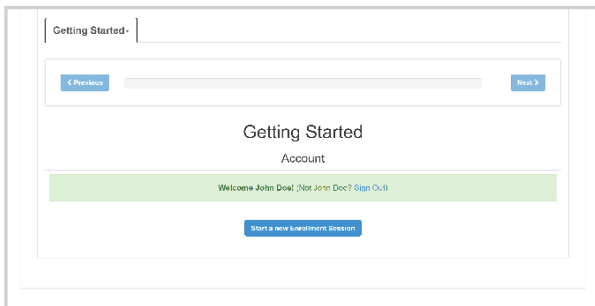 Getting Started
Previous
Next
Getting Started
Account
Welcome John Doe! (Not John Doe? Sign Out)
Start a new Enrollment Session